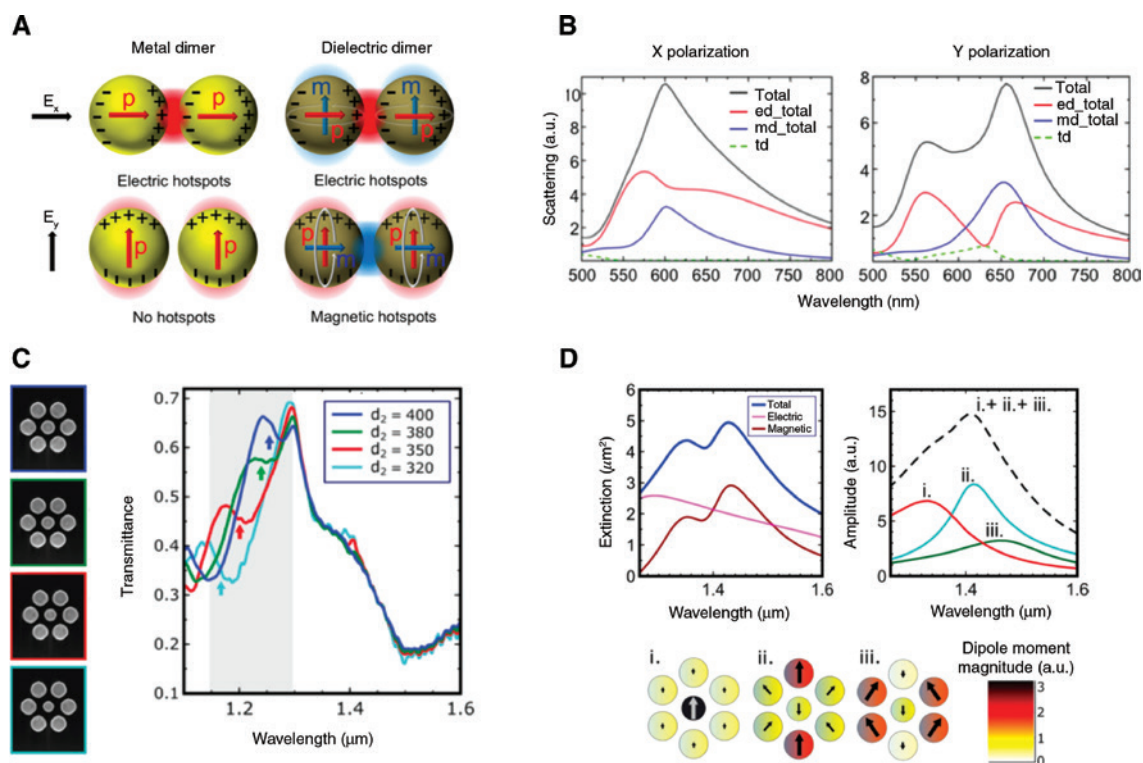 A
Metal dimer
Dielectric dimer
E_x
p
p
m
p
m
p
Electric hotspots
Electric hotspots
E_y
p
p
p
m
p
m
No hotspots
Magnetic hotspots
B
X polarization
Y polarization
Scattering (a.u.)
10
8
6
4
2
Total
ed_total
md_total
td
500 550 600 650 700 750 800
8
6
4
2
0
Total
ed_total
md_total
td
500 550 600 650 700 750 800
Wavelength (nm)
C
Transmittance
0.7
0.6
0.5
0.4
0.3
0.2
0.1
d₂ = 400
d₂ = 380
d₂ = 350
d₂ = 320
1.2 1.4 1.6
Wavelength (μm)
D
Extinction (μm²)
6
5
4
3
2
1
0
Total
Electric
Magnetic
1.4 1.6
Wavelength (μm)
Amplitude (a.u.)
15
10
5
0
i.+ ii.+ iii.
i.
ii.
iii.
1.4 1.6
Wavelength (μm)
i.
ii.
iii.
Dipole moment
magnitude (a.u.)
3
2
1
0